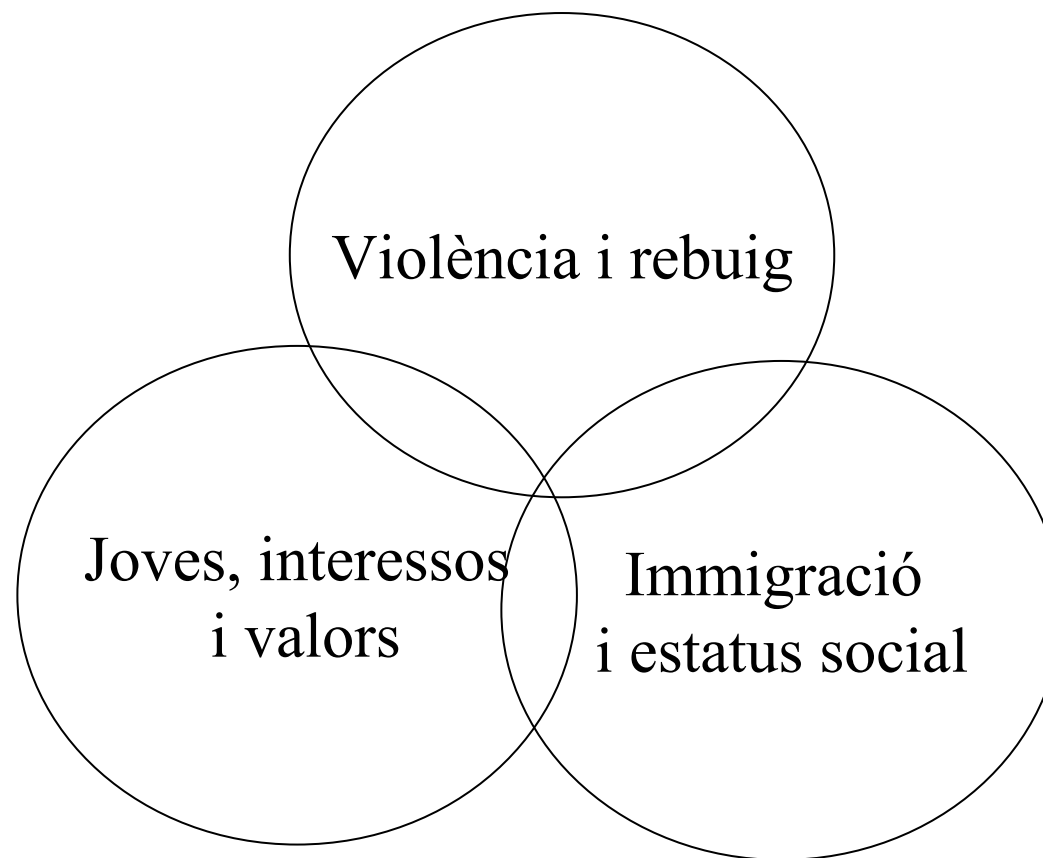 Violència i rebuig
Joves, interessos
i valors
Immigració
i estatus social